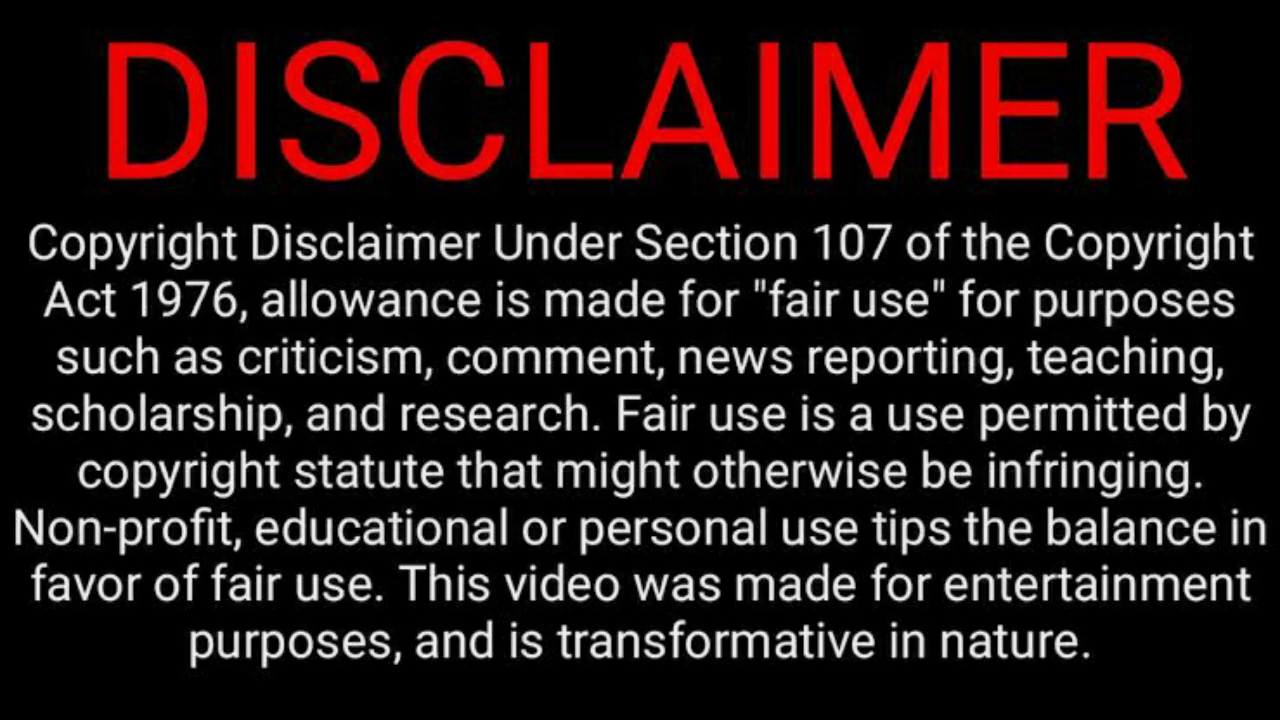 DISCLAIMER
Copyright Disclaimer Under Section 107 of the Copyright
Act 1976, allowance is made for "fair use" for purposes
such as criticism, comment, news reporting, teaching,
scholarship, and research. Fair use is a use permitted by
copyright statute that might otherwise be infringing.
Non-profit, educational or personal use tips the balance in
favor of fair use. This video was made for entertainment
purposes, and is transformative in nature.